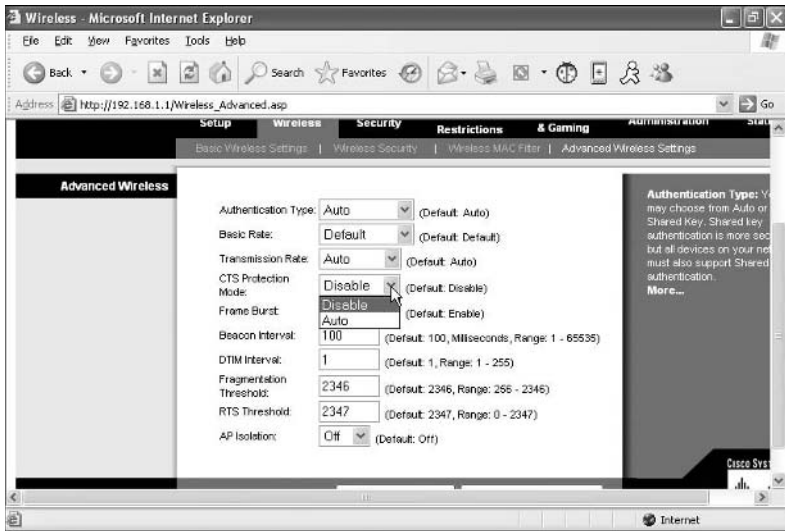 Wireless - Microsoft Internet Explorer
File Edit View Favorites Tools Help
Back Search Favorites
Address http://192.168.1.1/Wireless_Advanced.asp Go
Setup Wireless Security Restrictions & Gaming Administration
Basic Wireless Settings | Wireless Security | Wireless MAC Filter | Advanced Wireless Settings
Advanced Wireless
Authentication Type: Auto (Default: Auto)
Basic Rate: Default (Default: Default)
Transmission Rate: Auto (Default: Auto)
CTS Protection Mode: Disable (Default: Disable)
Disable
Auto
Frame Burst: (Default: Enable)
Beacon Interval: 100 (Default: 100, Milliseconds, Range: 1 - 65535)
DTIM Interval: 1 (Default: 1, Range: 1 - 255)
Fragmentation Threshold: 2346 (Default: 2346, Range: 256 - 2346)
RTS Threshold: 2347 (Default: 2347, Range: 0 - 2347)
AP Isolation: Off (Default: Off)
Authentication Type:
may choose from Auto or
Shared Key. Shared key
authentication is more
but all devices on your
must also support Shared
authentication.
More...
Cisco
Internet